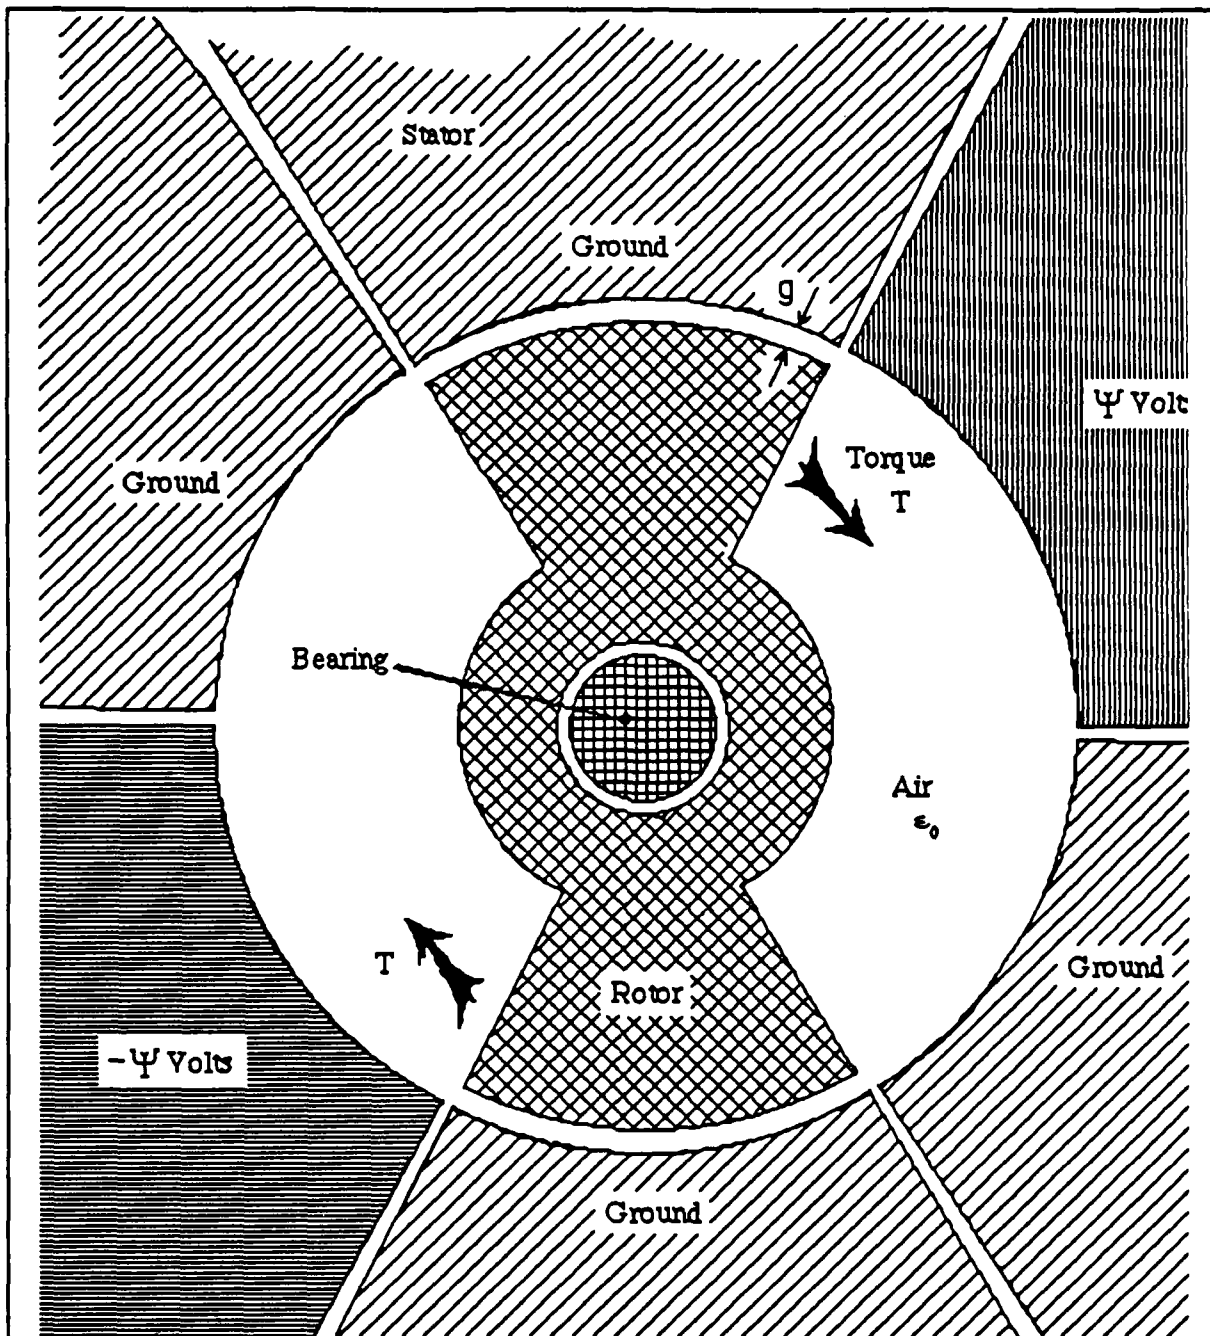 Stator
Ground
g
Ψ Volt
Torque
T
Ground
Bearing
Air
ε₀
T
Ground
Rotor
-Ψ Volts
Ground